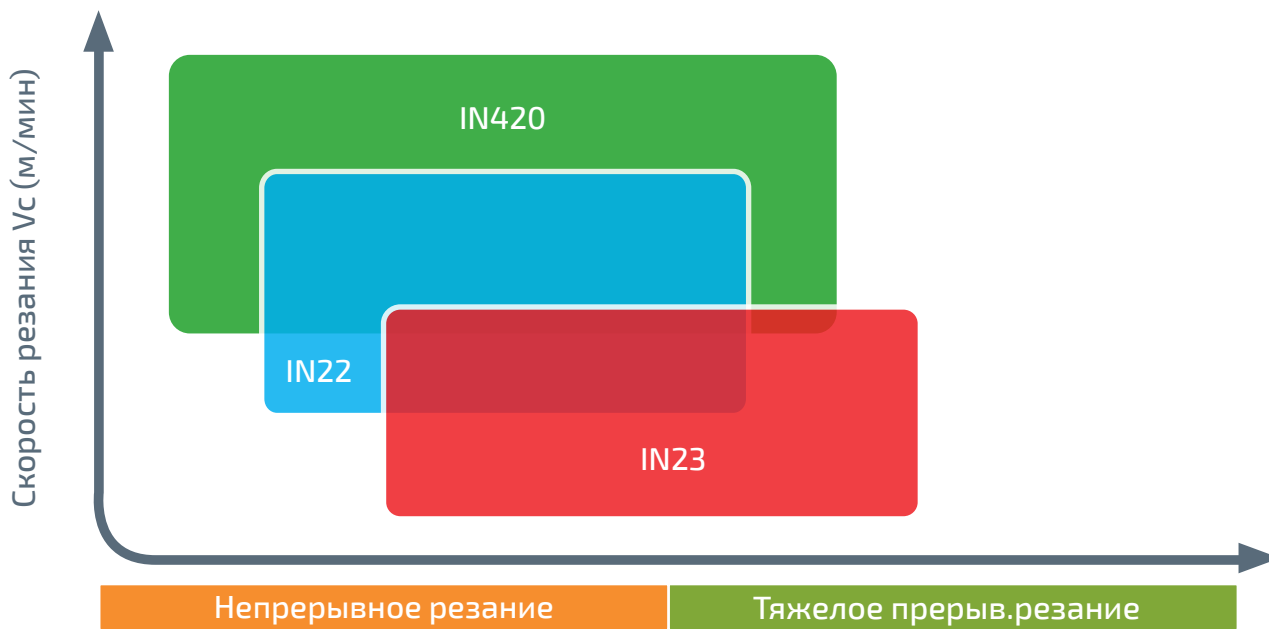 Скорость резания Vc (м/мин)
IN420
IN22
IN23
Непрерывное резание
Тяжелое прерыв.резание